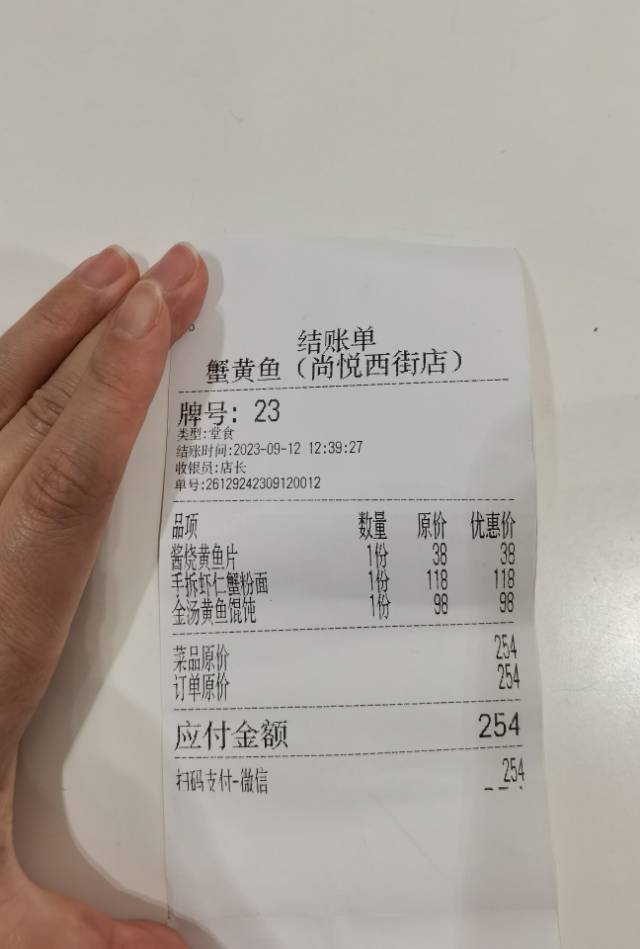 结账单
蟹黄鱼（尚悦西街店）
牌号: 23
类型:堂食
结账时间:2023-09-12 12:39:27
收银员:店长
单号:26129242309120012
品项 数量 原价 优惠价
酱烧黄鱼片 1份 38 38
手拆虾仁蟹粉面 1份 118 118
金汤黄鱼馄饨 1份 98 98
菜品原价 254
订单原价 254
应付金额 254
扫码支付-微信 254